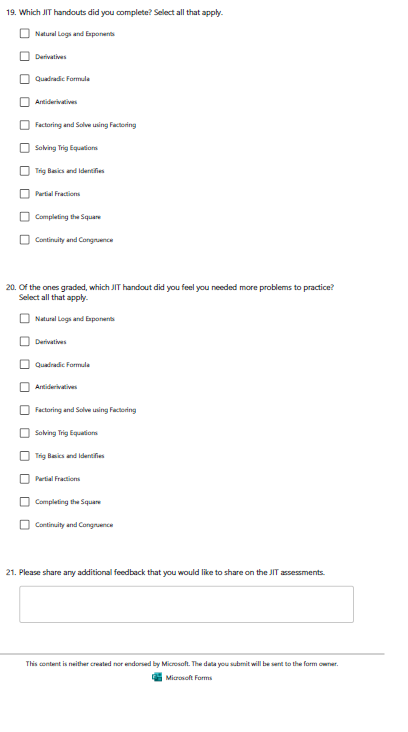 19. Which JIT handouts did you complete? Select all that apply.
Natural Logs and Exponents
Derivatives
Quadradic Formula
Antiderivatives
Factoring and Solve using Factoring
Solving Trig Equations
Trig Basics and Identifies
Partial Fractions
Completing the Square
Continuity and Congruence
20. Of the ones graded, which JIT handout did you feel you needed more problems to practice?
Select all that apply.
Natural Logs and Exponents
Derivatives
Quadradic Formula
Antiderivatives
Factoring and Solve using Factoring
Solving Trig Equations
Trig Basics and Identifies
Partial Fractions
Completing the Square
Continuity and Congruence
21. Please share any additional feedback that you would like to share on the JIT assessments.
This content is neither created nor endorsed by Microsoft. The data you submit will be sent to the form owner.
Microsoft Forms